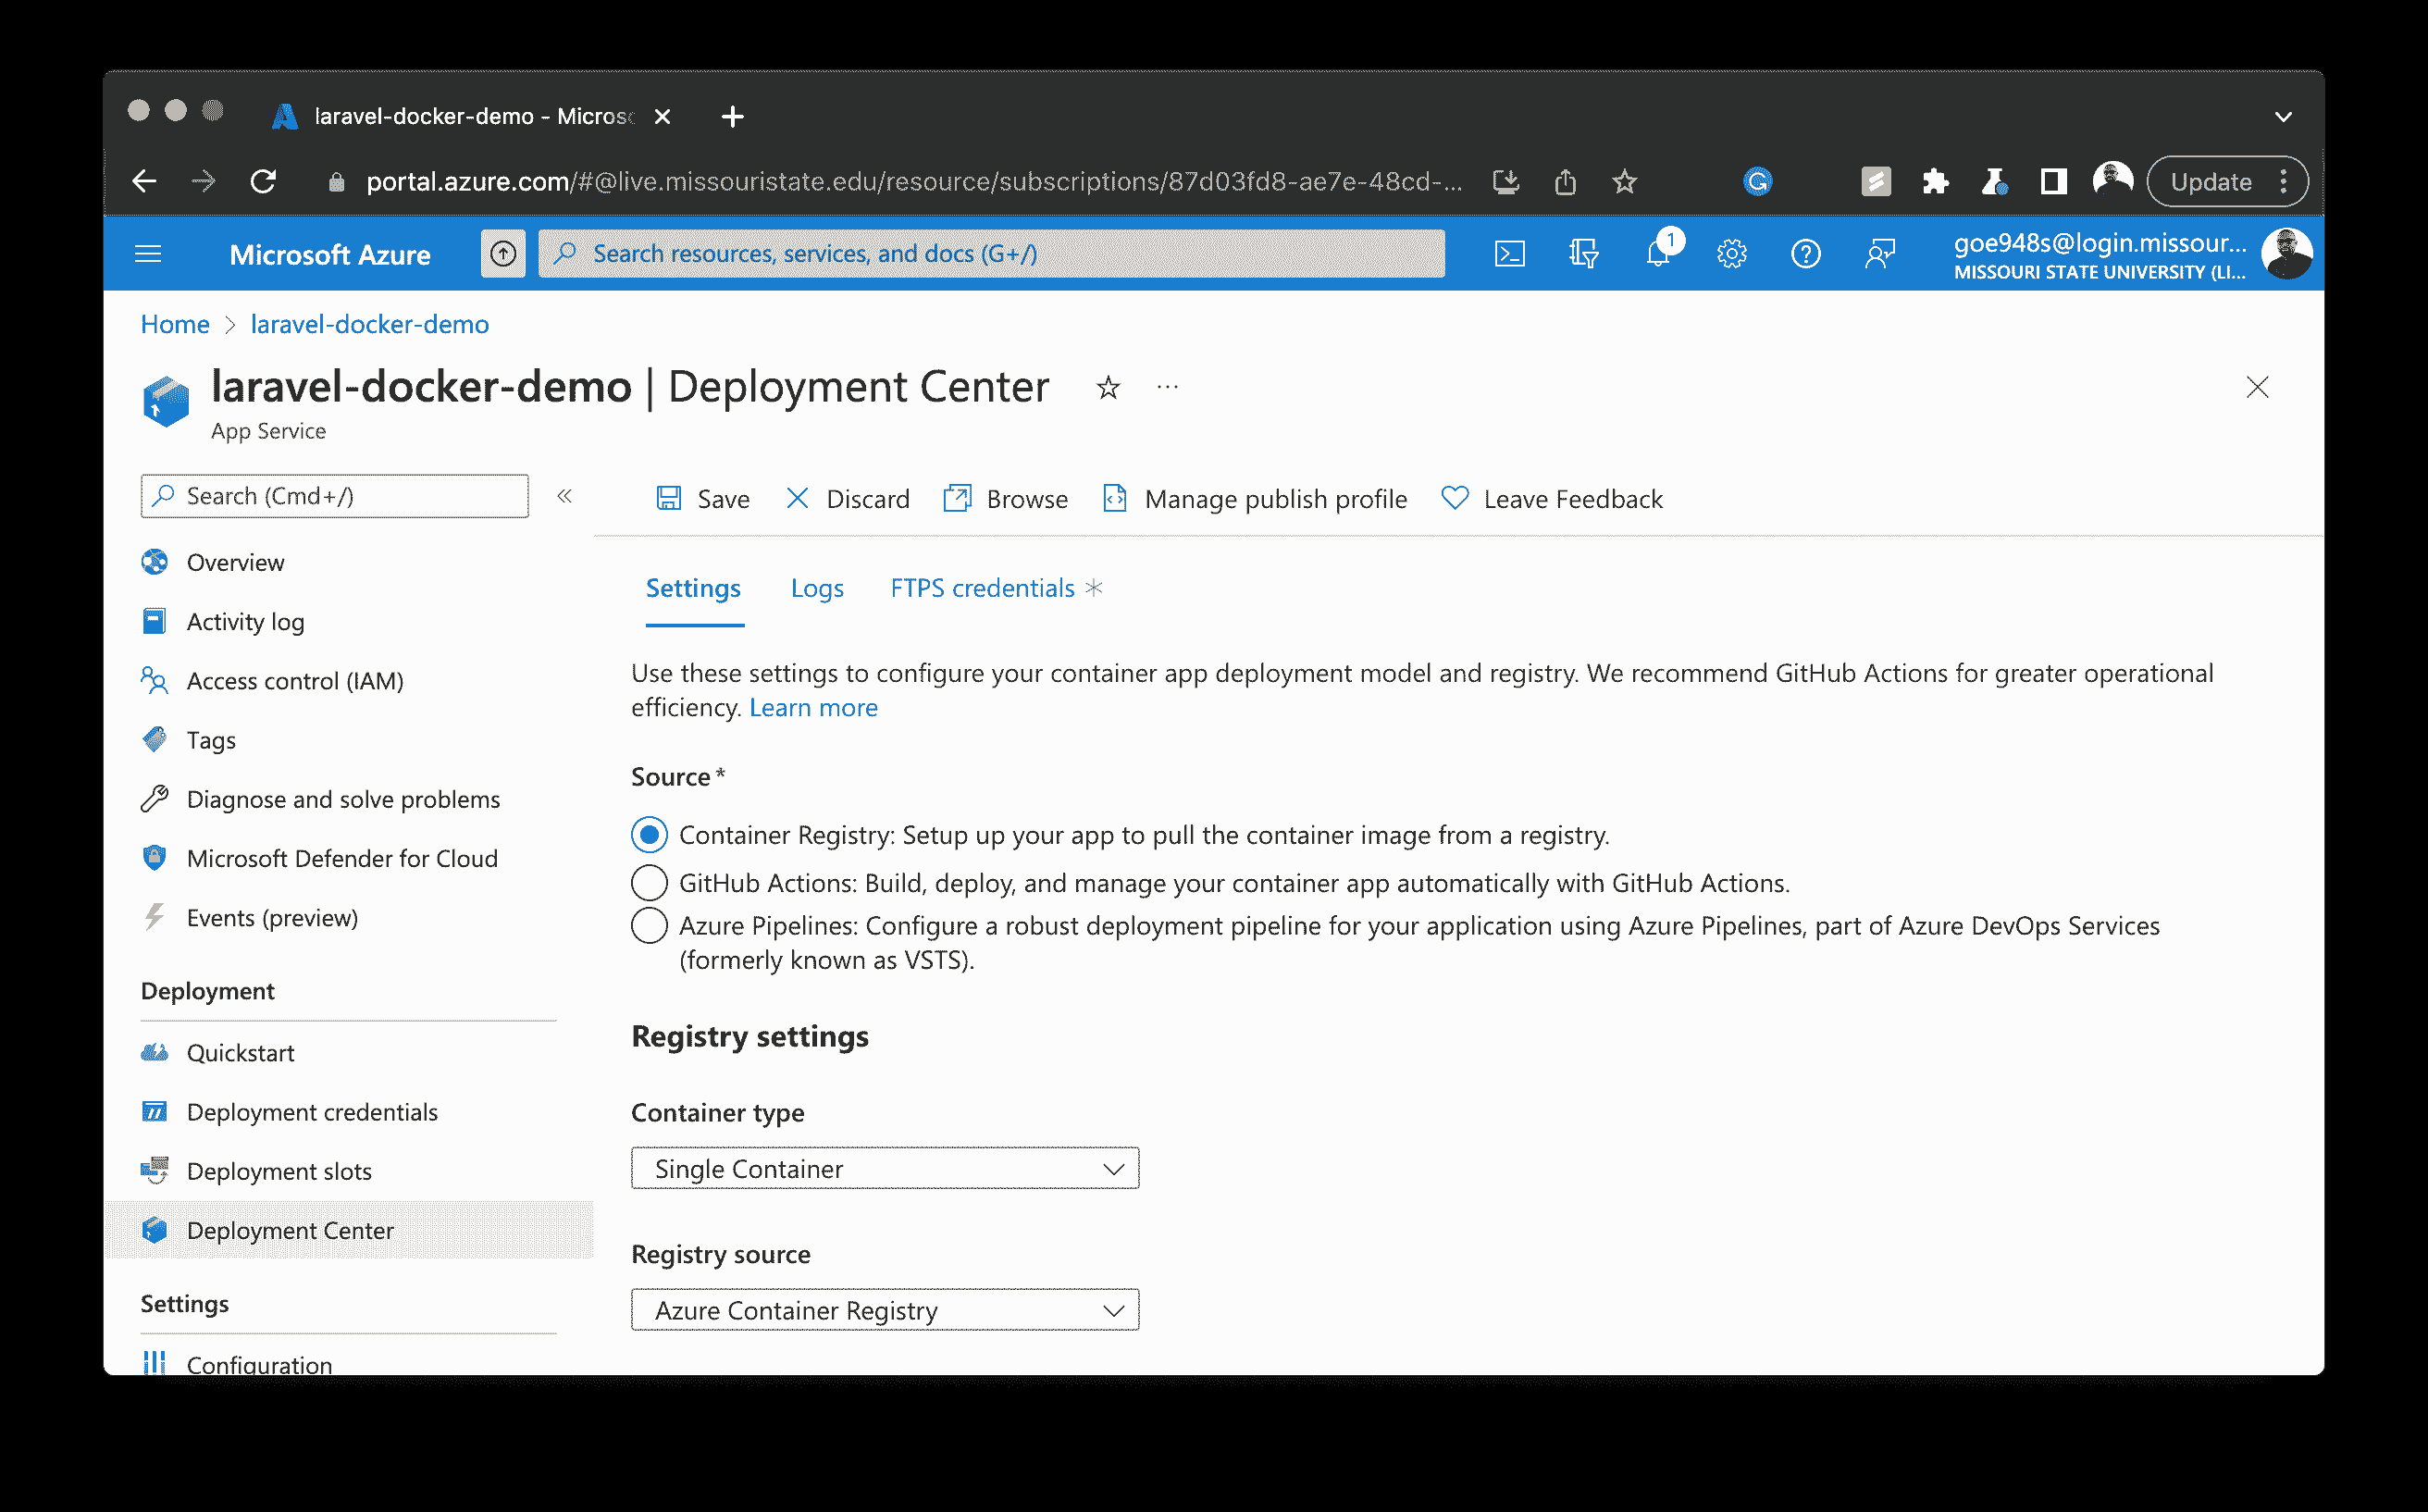 laravel-docker-demo - Micros
portal.azure.com/#@live.missouristate.edu/resource/subscriptions/87d03fd8-ae7e-48cd-...
Update
Microsoft Azure
Search resources, services, and docs (G+/)
1
goe948s@login.missour...
MISSOURI STATE UNIVERSITY (LI...
Home > laravel-docker-demo
laravel-docker-demo | Deployment Center
App Service
Search (Cmd+/)
Overview
Activity log
Access control (IAM)
Tags
Diagnose and solve problems
Microsoft Defender for Cloud
Events (preview)
Deployment
Quickstart
Deployment credentials
Deployment slots
Deployment Center
Settings
Configuration
Save
Discard
Browse
Manage publish profile
Leave Feedback
Settings
Logs
FTPS credentials *
Use these settings to configure your container app deployment model and registry. We recommend GitHub Actions for greater operational
efficiency. Learn more
Source *
Container Registry: Setup up your app to pull the container image from a registry.
GitHub Actions: Build, deploy, and manage your container app automatically with GitHub Actions.
Azure Pipelines: Configure a robust deployment pipeline for your application using Azure Pipelines, part of Azure DevOps Services
(formerly known as VSTS).
Registry settings
Container type
Single Container
Registry source
Azure Container Registry